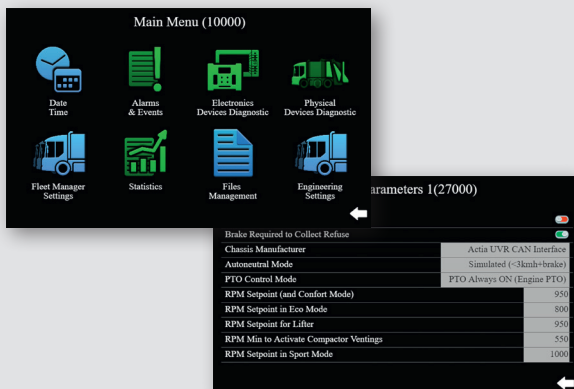 Main Menu (10000)
Date
Time
Alarms
& Events
Electronics
Devices Diagnostic
Physical
Devices Diagnostic
Fleet Manager
Settings
Statistics
Files
Management
Engineering
Settings
arameters 1(27000)
Brake Required to Collect Refuse
Chassis Manufacturer Actia UVR CAN Interface
Autoneutral Mode Simulated (<3kmh+brake)
PTO Control Mode PTO Always ON (Engine PTO)
RPM Setpoint (and Confort Mode) 950
RPM Setpoint in Eco Mode 800
RPM Setpoint for Lifter 950
RPM Min to Activate Compactor Ventings 550
RPM Setpoint in Sport Mode 1000